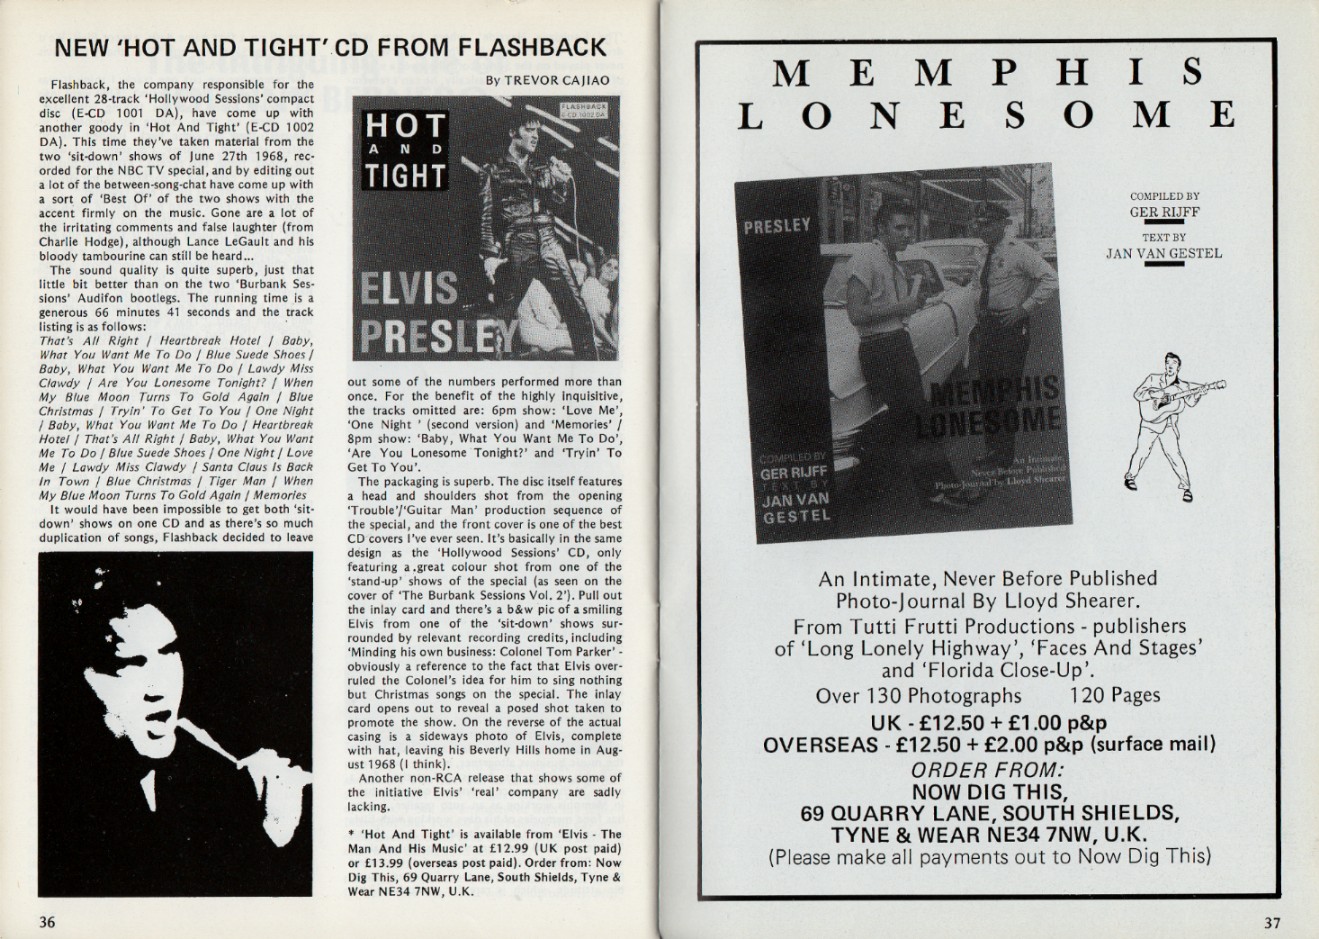 NEW 'HOT AND TIGHT' CD FROM FLASHBACK
By TREVOR CAJIAO
Flashback, the company responsible for the
excellent 28-track 'Hollywood Sessions' compact
disc (E-CD 1001 DA), have come up with
another goody in 'Hot And Tight' (E-CD 1002
DA). This time they've taken material from the
two 'sit-down' shows of June 27th 1968, rec-
orded for the NBC TV special, and by editing out
a lot of the between-song-chat have come up with
a sort of 'Best Of' of the two shows with the
accent firmly on the music. Gone are a lot of
the irritating comments and false laughter (from
Charlie Hodge), although Lance LeGault and his
bloody tambourine can still be heard...
The sound quality is quite superb, just that
little bit better than on the two 'Burbank Ses-
sions' Audifon bootlegs. The running time is a
generous 66 minutes 41 seconds and the track
listing is as follows:
That's All Right / Heartbreak Hotel / Baby,
What You Want Me To Do / Blue Suede Shoes /
Baby, What You Want Me To Do / Lawdy Miss
Clawdy / Are You Lonesome Tonight? / When
My Blue Moon Turns To Gold Again / Blue
Christmas / Tryin' To Get To You / One Night
/ Baby, What You Want Me To Do / Heartbreak
Hotel / That's All Right / Baby, What You Want
Me To Do / Blue Suede Shoes / One Night / Love
Me / Lawdy Miss Clawdy / Santa Claus Is Back
In Town / Blue Christmas / Tiger Man / When
My Blue Moon Turns To Gold Again / Memories
It would have been impossible to get both 'sit-
down' shows on one CD and as there's so much
duplication of songs, Flashback decided to leave
FLASHBACK
E-CD 1002 DA
HOT
AND
TIGHT
ELVIS
PRESLEY
out some of the numbers performed more than
once. For the benefit of the highly inquisitive,
the tracks omitted are: 6pm show: 'Love Me',
'One Night ' (second version) and 'Memories' /
8pm show: 'Baby, What You Want Me To Do',
'Are You Lonesome Tonight?' and 'Tryin' To
Get To You'.
The packaging is superb. The disc itself features
a head and shoulders shot from the opening
'Trouble'/'Guitar Man' production sequence of
the special, and the front cover is one of the best
CD covers I've ever seen. It's basically in the same
design as the 'Hollywood Sessions' CD, only
featuring a great colour shot from one of the
'stand-up' shows of the special (as seen on the
cover of 'The Burbank Sessions Vol. 2'). Pull out
the inlay card and there's a b&w pic of a smiling
Elvis from one of the 'sit-down' shows sur-
rounded by relevant recording credits, including
'Minding his own business: Colonel Tom Parker' -
obviously a reference to the fact that Elvis over-
ruled the Colonel's idea for him to sing nothing
but Christmas songs on the special. The inlay
card opens out to reveal a posed shot taken to
promote the show. On the reverse of the actual
casing is a sideways photo of Elvis, complete
with hat, leaving his Beverly Hills home in Aug-
ust 1968 (I think).
Another non-RCA release that shows some of
the initiative Elvis' 'real' company are sadly
lacking.
* 'Hot And Tight' is available from 'Elvis - The
Man And His Music' at £12.99 (UK post paid)
or £13.99 (overseas post paid). Order from: Now
Dig This, 69 Quarry Lane, South Shields, Tyne &
Wear NE34 7NW, U.K.
36
MEMPHIS
LONESOME
COMPILED BY
GER RIJFF
TEXT BY
JAN VAN GESTEL
PRESLEY
MEMPHIS
LONESOME
COMPILED BY
GER RIJFF
TEXT BY
JAN VAN
GESTEL
An Intimate,
Never Before Published
Photo-Journal by Lloyd Shearer
An Intimate, Never Before Published
Photo-Journal By Lloyd Shearer.
From Tutti Frutti Productions - publishers
of 'Long Lonely Highway', 'Faces And Stages'
and 'Florida Close-Up'.
Over 130 Photographs 120 Pages
UK - £12.50 + £1.00 p&p
OVERSEAS - £12.50 + £2.00 p&p (surface mail)
ORDER FROM:
NOW DIG THIS,
69 QUARRY LANE, SOUTH SHIELDS,
TYNE & WEAR NE34 7NW, U.K.
(Please make all payments out to Now Dig This)
37